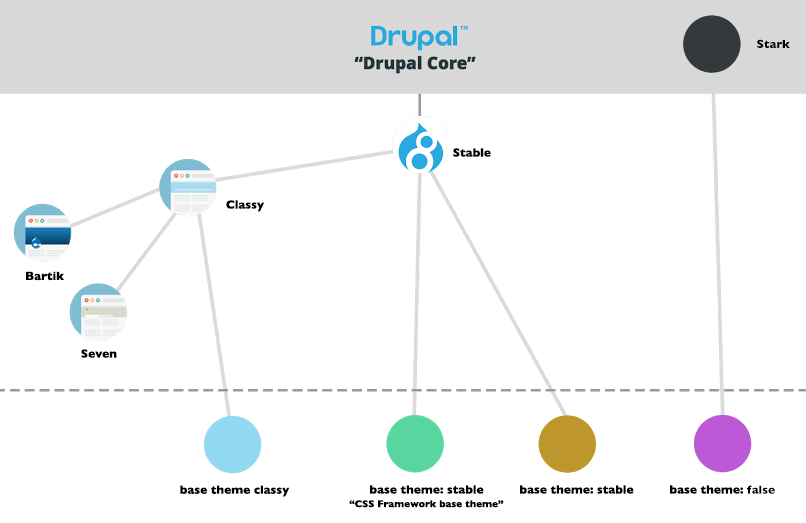 Drupal™
“Drupal Core”
Stark
Stable
Classy
Bartik
Seven
base theme classy
base theme: stable
“CSS Framework base theme”
base theme: stable
base theme: false